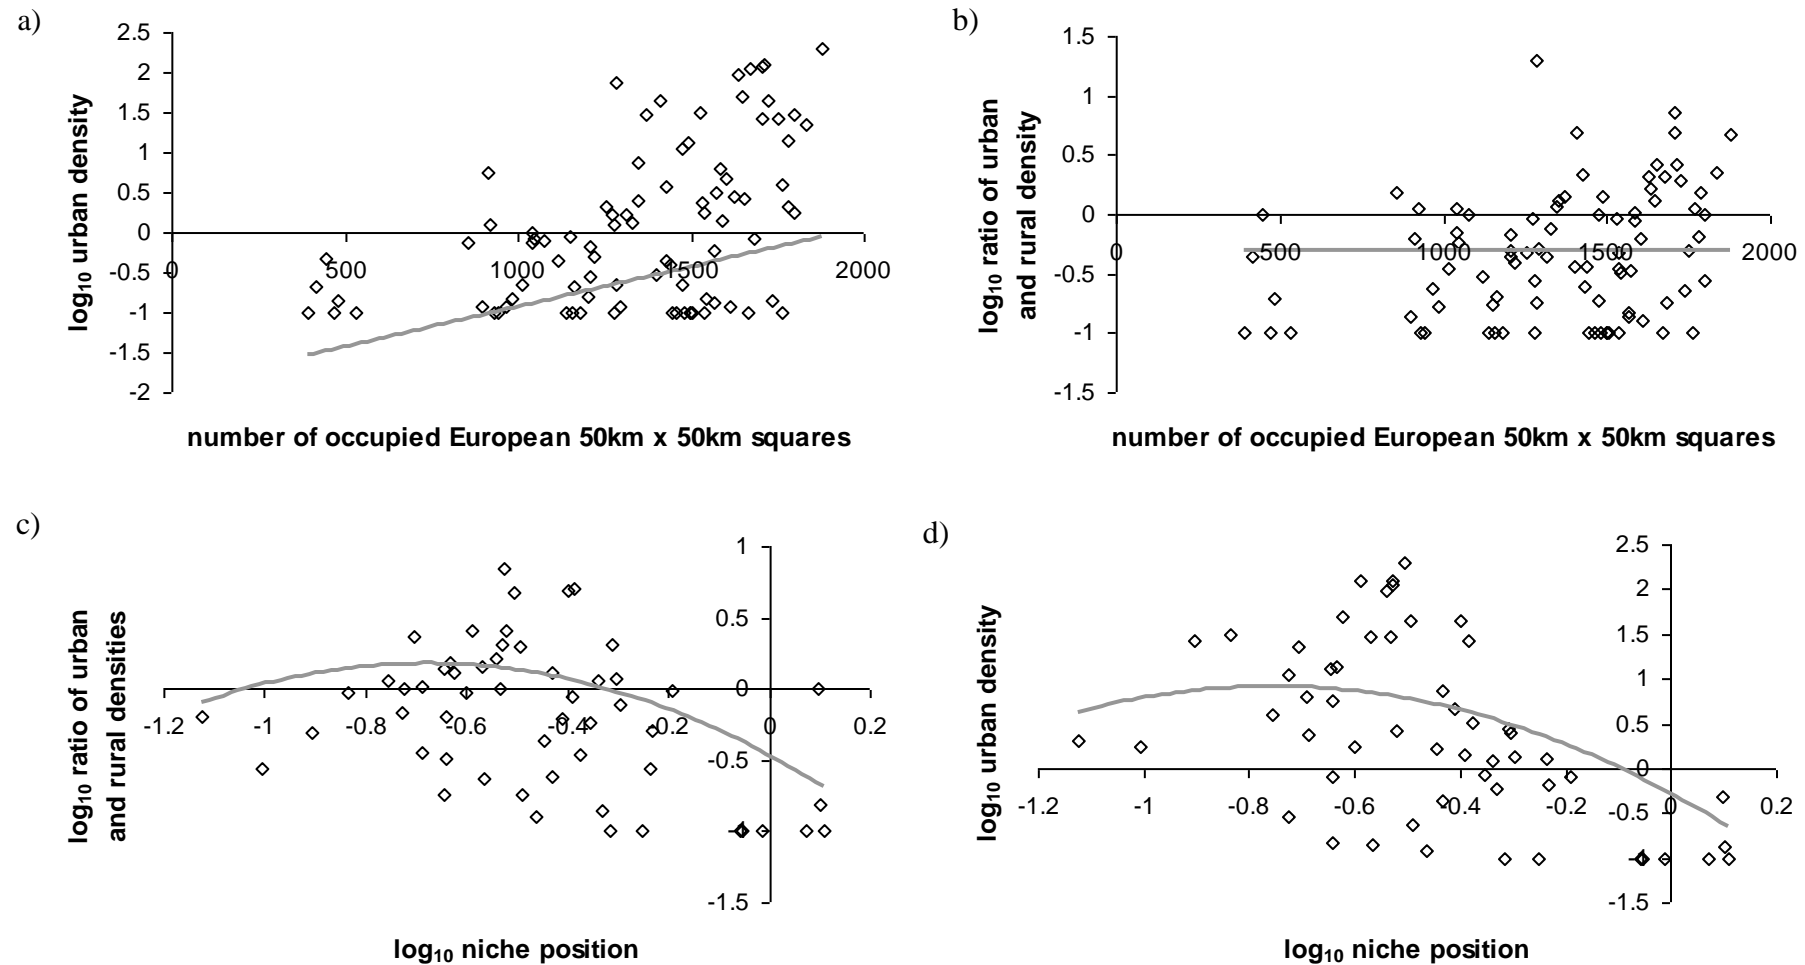 a)
2.5
2
1.5
1
0.5
0
-0.5
-1
-1.5
-2
0 500 1000 1500 2000
log10 urban density
number of occupied European 50km x 50km squares
b)
1.5
1
0.5
0
-0.5
-1
-1.5
0 500 1000 1500 2000
log10 ratio of urban
and rural density
number of occupied European 50km x 50km squares
c)
1
0.5
0
-0.5
-1.5
-1.2 -1 -0.8 -0.6 -0.4 -0.2 0 0.2
log10 ratio of urban
and rural densities
log10 niche position
d)
2.5
2
1.5
1
0.5
0
-0.5
-1.5
-1.2 -1 -0.8 -0.6 -0.4 -0.2 0 0.2
log10 urban density
log10 niche position